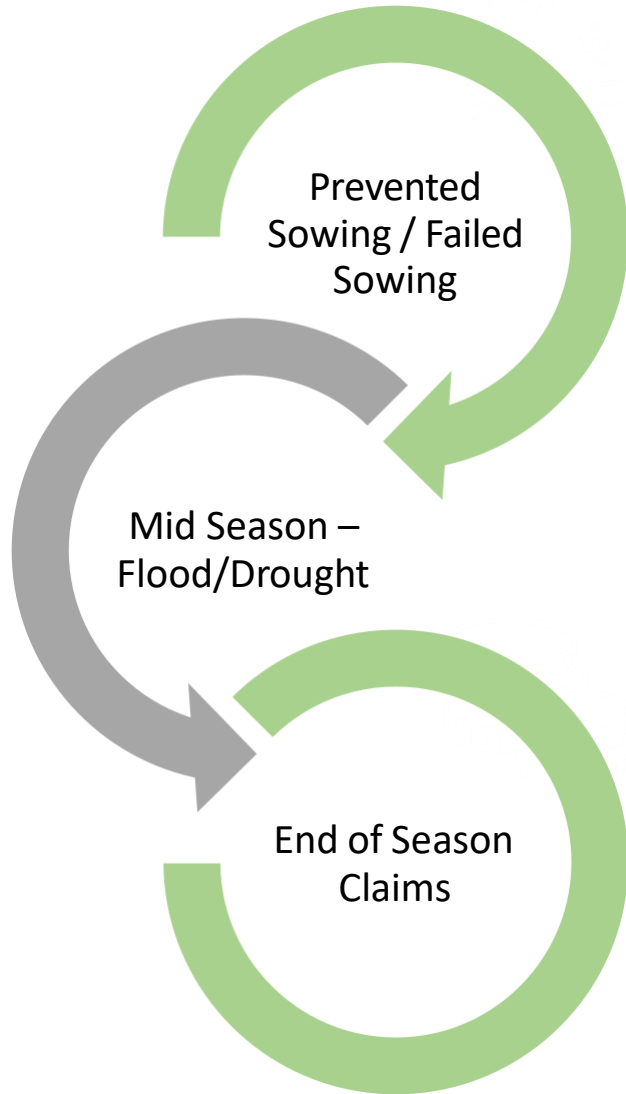 Prevented
Sowing / Failed
Sowing
Mid Season –
Flood/Drought
End of Season
Claims